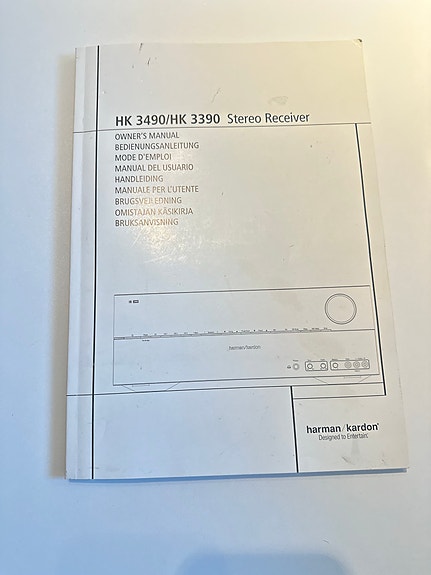 HK 3490/HK 3390 Stereo Receiver
OWNER'S MANUAL
BEDIENUNGSANLEITUNG
MODE D'EMPLOI
MANUAL DEL USUARIO
HANDLEIDING
MANUALE PER L'UTENTE
BRUGSVEJLEDNING
OMISTAJAN KÄSIKIRJA
BRUKSANVISNING
harman/kardon
harman/kardon®
Designed to Entertain®